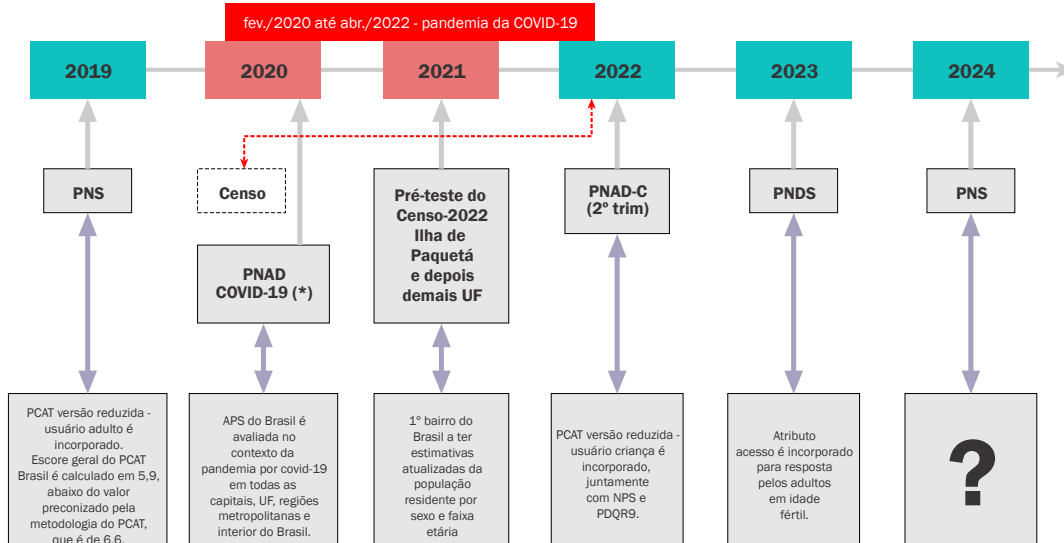 fev./2020 até abr./2022 - pandemia da COVID-19
2019
2020
2021
2022
2023
2024
PNS
Censo
PNAD
COVID-19 (*)
Pré-teste do
Censo-2022
Ilha de
Paquetá
e depois
demais UF
PNAD-C
(2º trim)
PNDS
PNS
PCAT versão reduzida -
usuário adulto é
incorporado.
Escore geral do PCAT
Brasil é calculado em 5,9,
abaixo do valor
preconizado pela
metodologia do PCAT,
que é de 6,6.
APS do Brasil é
avaliada no
contexto da
pandemia por covid-19
em todas as
capitais, UF, regiões
metropolitanas e
interior do Brasil.
1º bairro do
Brasil a ter
estimativas
atualizadas da
população
residente por
sexo e faixa
etária
PCAT versão reduzida -
usuário criança é
incorporado,
juntamente
com NPS e
PDQR9.
Atributo
acesso é incorporado
para resposta
pelos adultos
em idade
fértil.
?